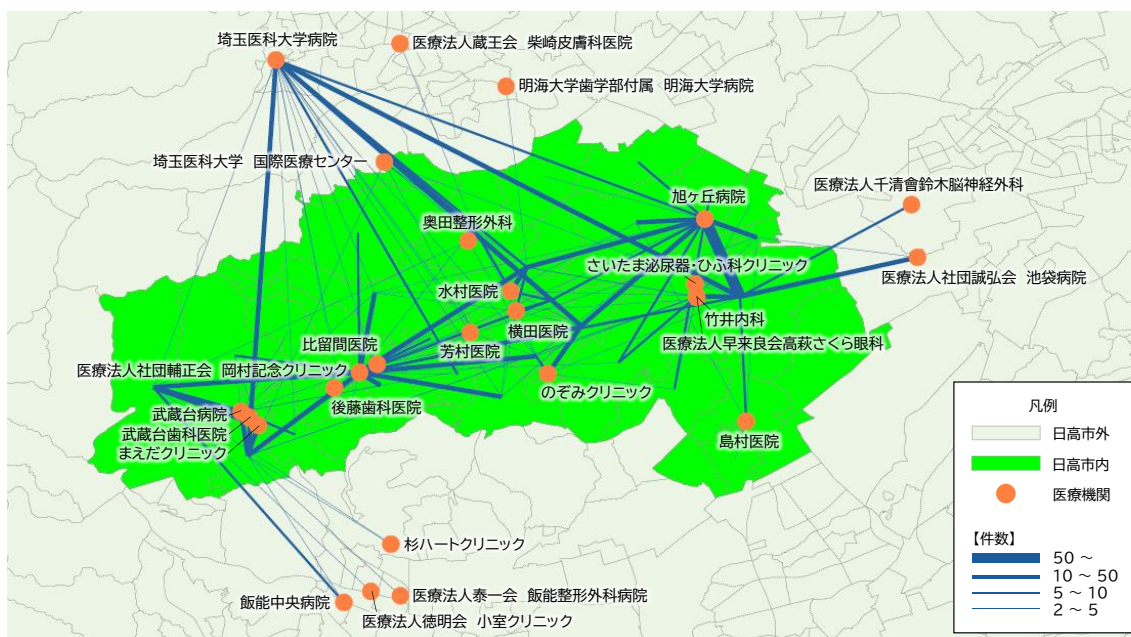 埼玉医科大学病院
医療法人蔵王会 柴崎皮膚科医院
明海大学歯学部付属 明海大学病院
埼玉医科大学 国際医療センター
医療法人千清會鈴木脳神経外科
旭ヶ丘病院
奥田整形外科
さいたま泌尿器・ひふ科クリニック
医療法人社団誠弘会 池袋病院
水村医院
竹井内科
横田医院
医療法人早来良会高萩さくら眼科
芳村医院
比留間医院
医療法人社団輔正会 岡村記念クリニック
のぞみクリニック
後藤歯科医院
武蔵台病院
武蔵台歯科医院
まえだクリニック
島村医院
杉ハートクリニック
飯能中央病院
医療法人泰一会 飯能整形外科病院
医療法人徳明会 小室クリニック
凡例
日高市外
日高市内
医療機関
【件数】
50 ~
10 ~ 50
5 ~ 10
2 ~ 5